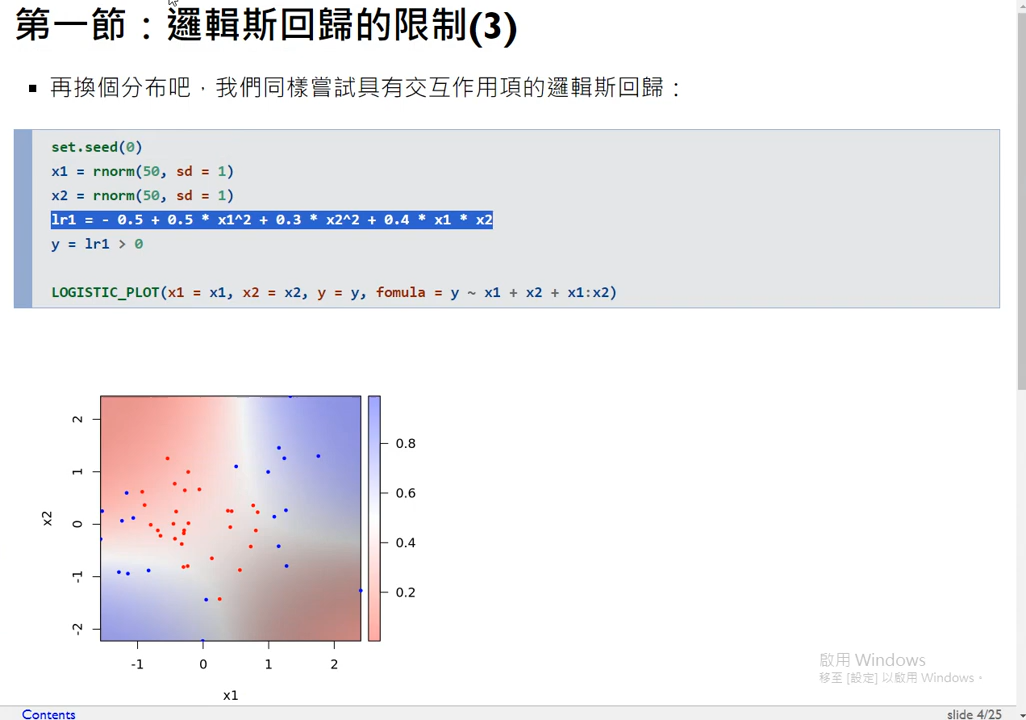 第一節：邏輯斯回歸的限制(3)
再換個分布吧，我們同樣嘗試具有交互作用項的邏輯斯回歸：
set.seed(0)
x1 = rnorm(50, sd = 1)
x2 = rnorm(50, sd = 1)
lr1 = - 0.5 + 0.5 * x1^2 + 0.3 * x2^2 + 0.4 * x1 * x2
y = lr1 > 0
LOGISTIC_PLOT(x1 = x1, x2 = x2, y = y, fomula = y ~ x1 + x2 + x1:x2)
2
1
0
-1
-2
x2
-1 0 1 2
x1
0.8
0.6
0.4
0.2
啟用 Windows
移至 [設定] 以啟用 Windows。
Contents
slide 4/25